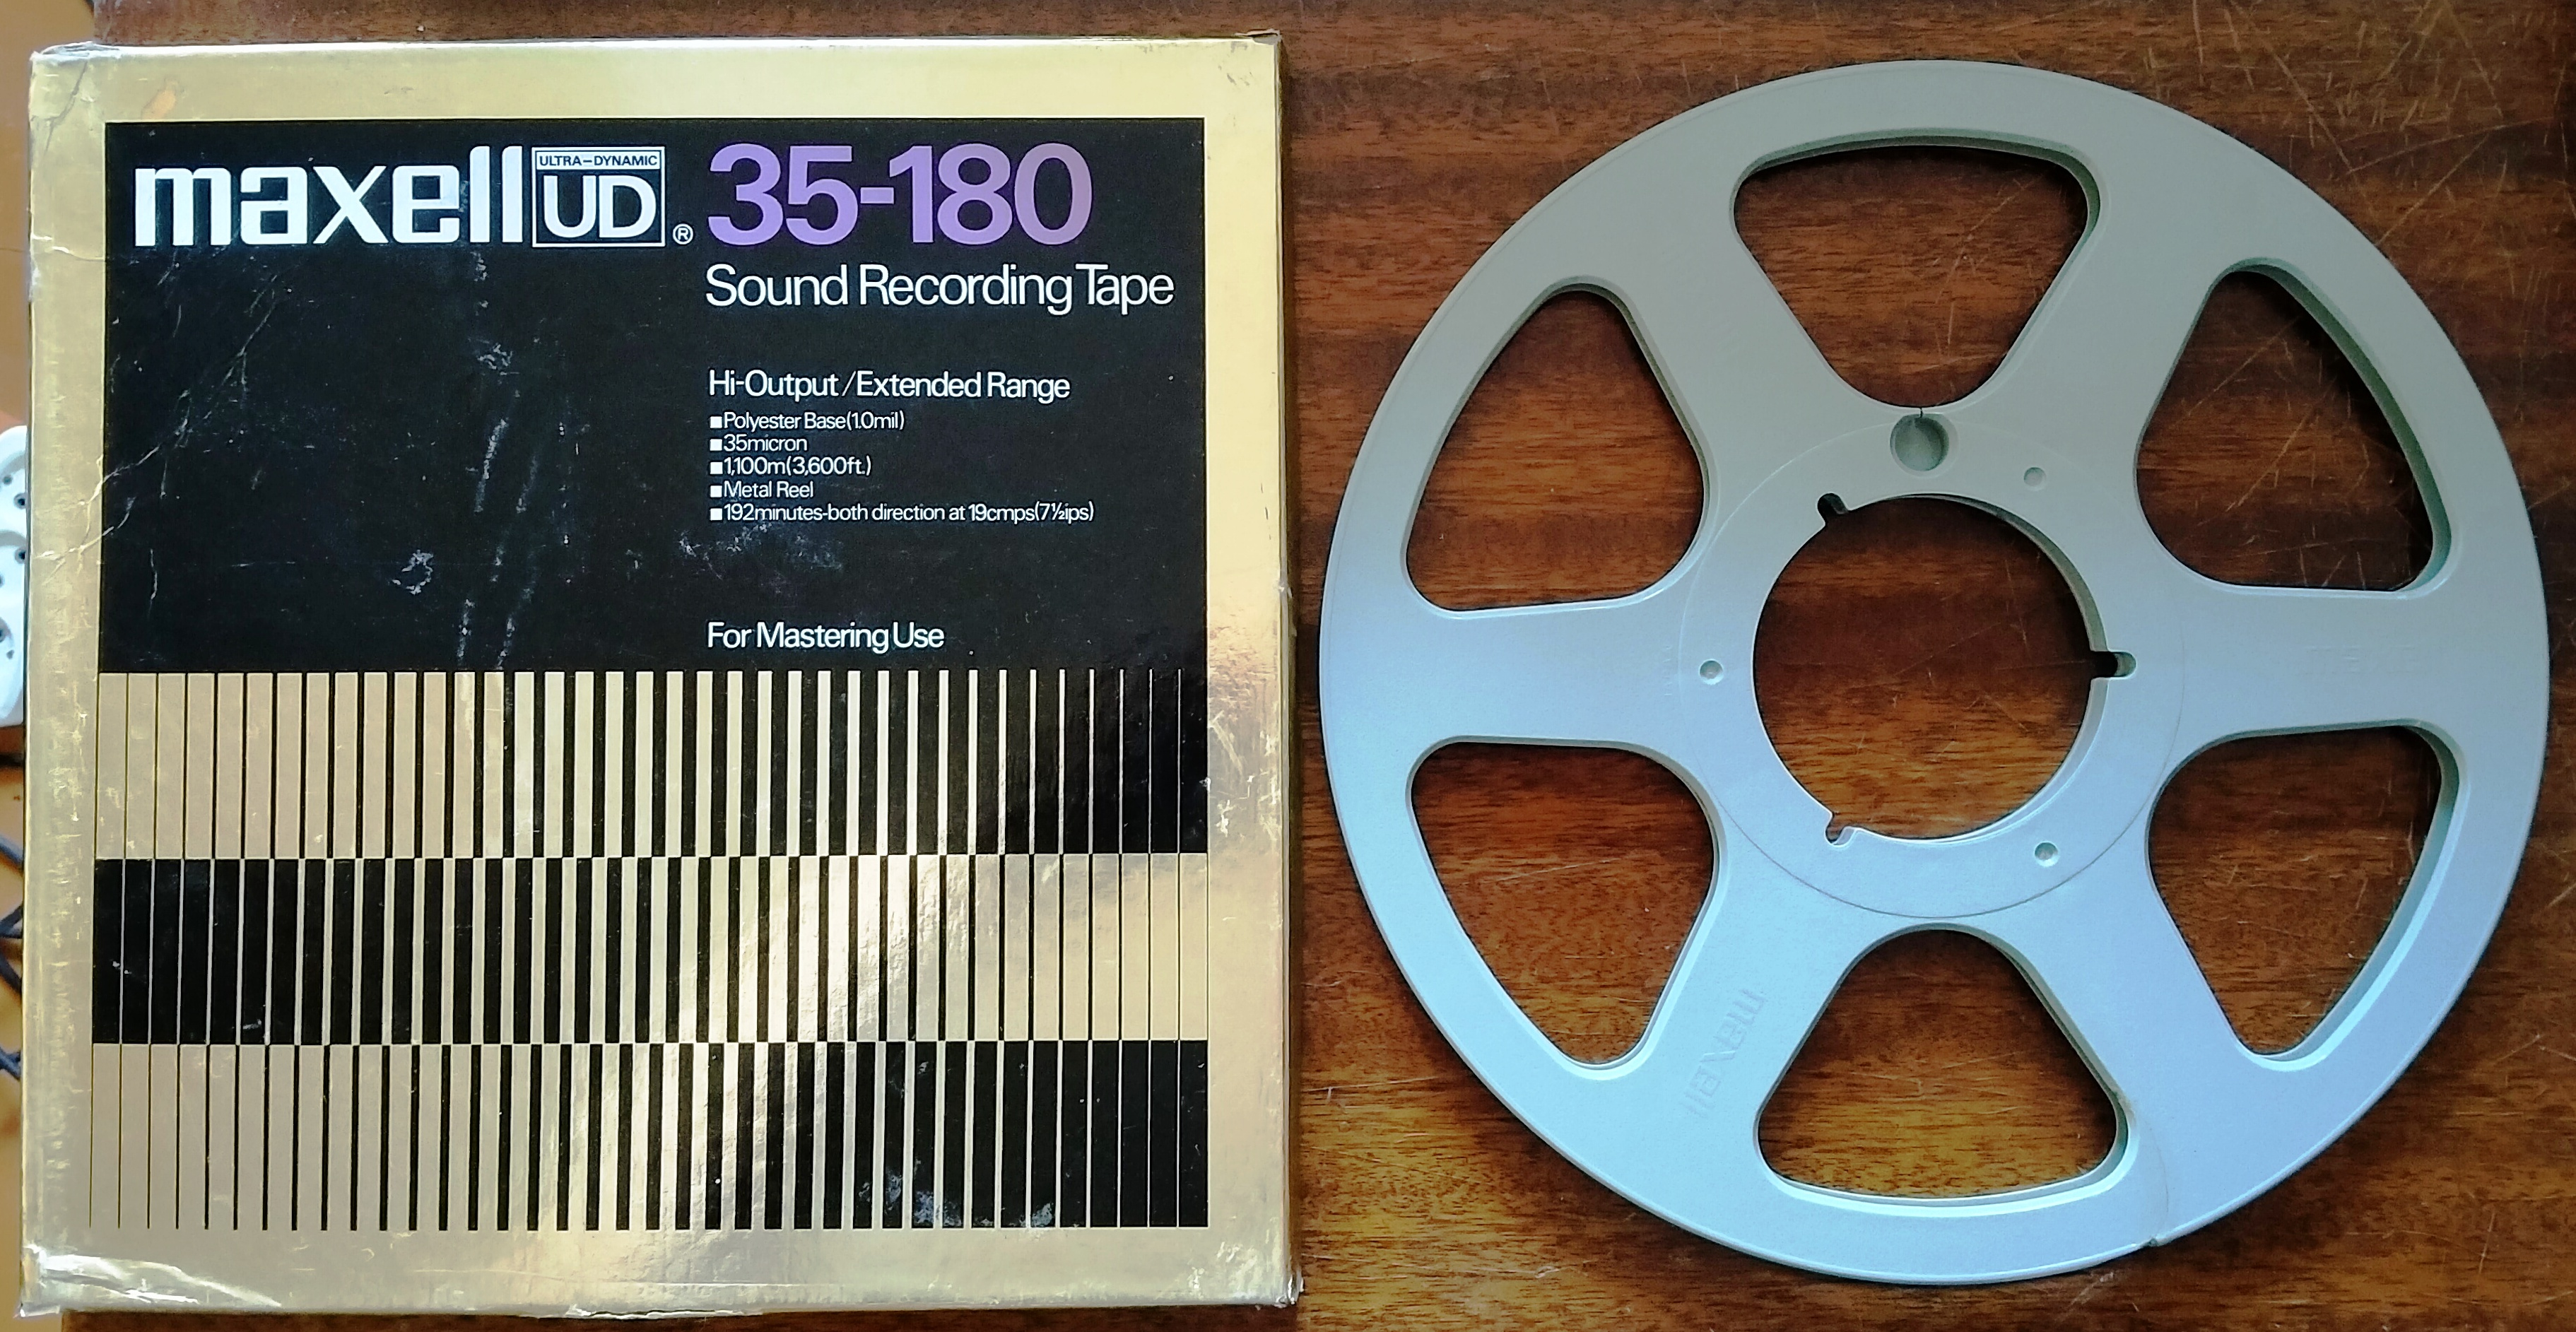 maxell ULTRA-DYNAMIC UD ® 35-180
Sound Recording Tape
Hi-Output/Extended Range
■Polyester Base(1.0mil)
■35micron
■1,100m(3,600ft.)
■Metal Reel
■192minutes-both direction at 19cmps(7½ips)
For Mastering Use
maxell